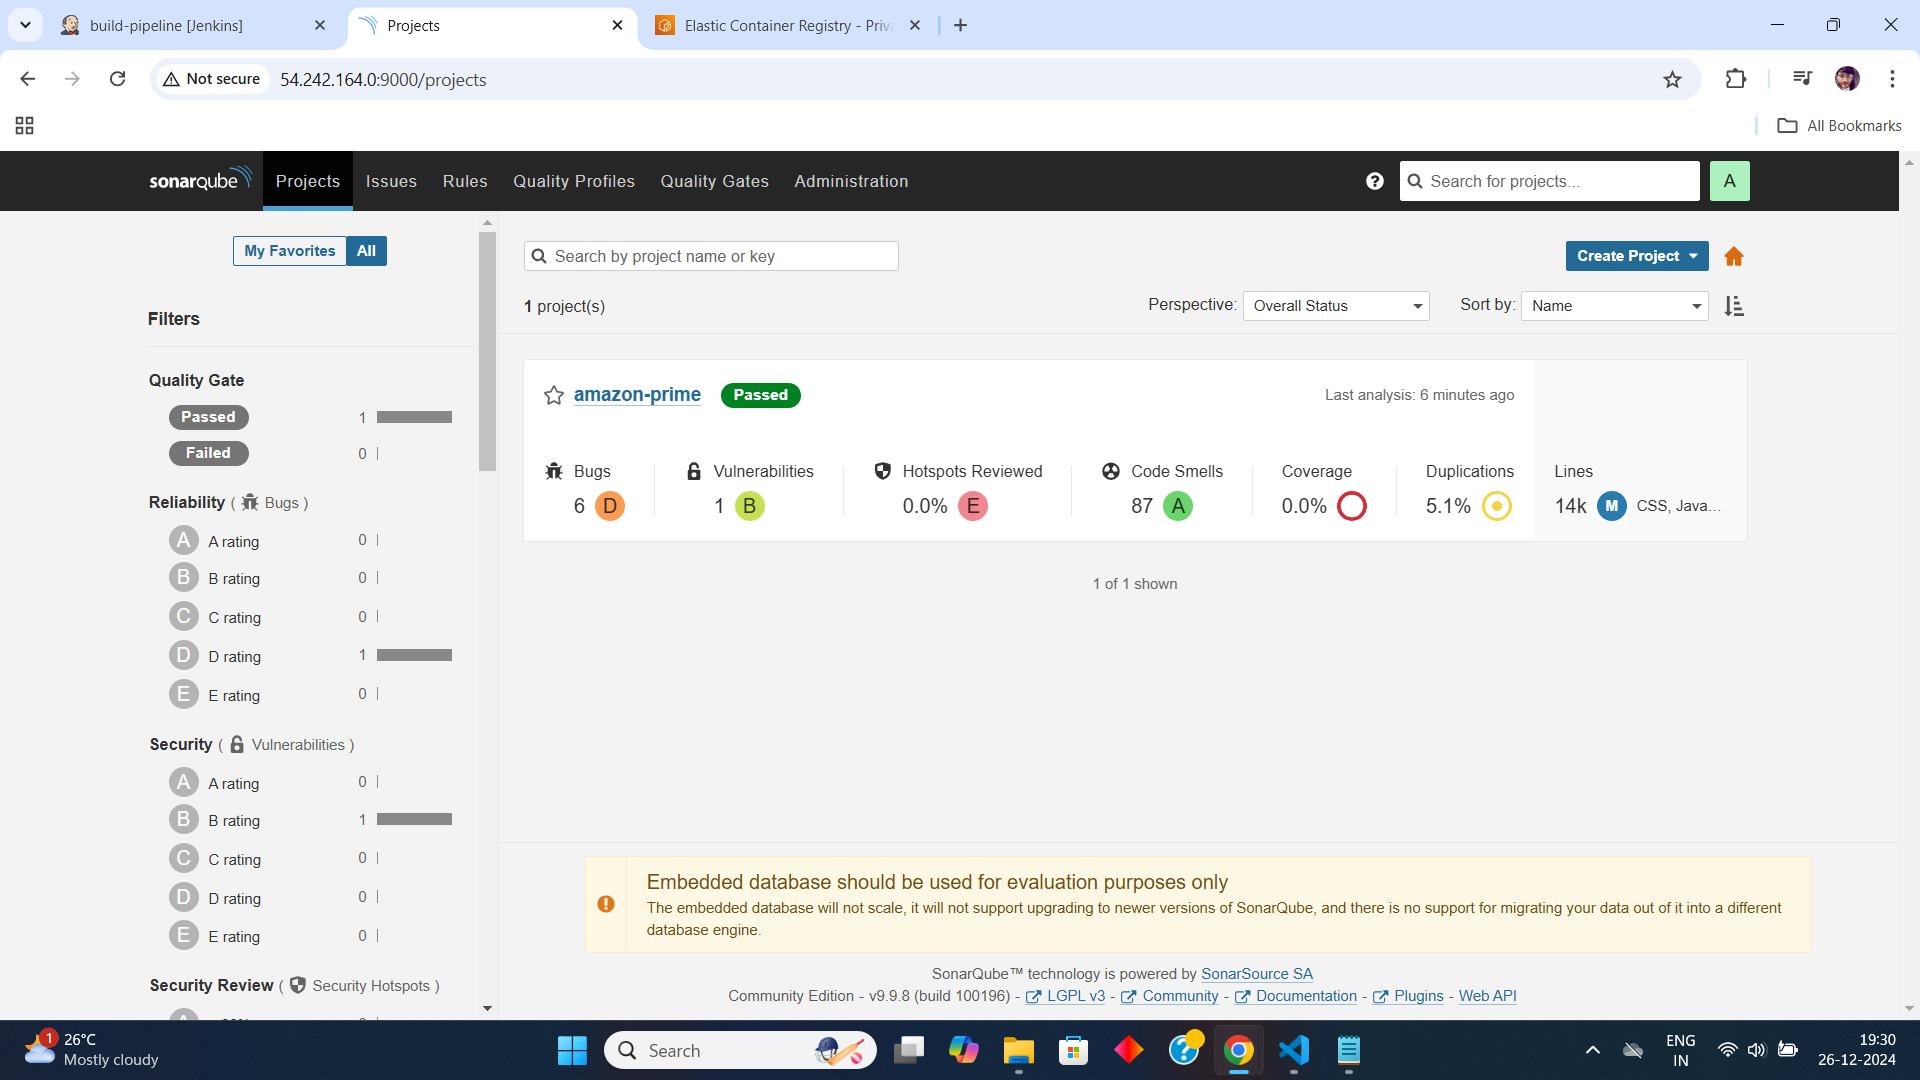 build-pipeline [Jenkins]
Projects
Elastic Container Registry - Priv
Not secure
54.242.164.0:9000/projects
All Bookmarks
sonarqube
Projects
Issues
Rules
Quality Profiles
Quality Gates
Administration
Search for projects...
A
My Favorites
All
Search by project name or key
Create Project
1 project(s)
Perspective:
Overall Status
Sort by:
Name
Filters
Quality Gate
Passed
1
Failed
0
Reliability ( Bugs )
A A rating 0
B B rating 0
C C rating 0
D D rating 1
E E rating 0
Security ( Vulnerabilities )
A A rating 0
B B rating 1
C C rating 0
D D rating 0
E E rating 0
Security Review ( Security Hotspots )
amazon-prime
Passed
Last analysis: 6 minutes ago
Bugs
6 D
Vulnerabilities
1 B
Hotspots Reviewed
0.0% E
Code Smells
87 A
Coverage
0.0%
Duplications
5.1%
Lines
14k M CSS, Java...
1 of 1 shown
Embedded database should be used for evaluation purposes only
The embedded database will not scale, it will not support upgrading to newer versions of SonarQube, and there is no support for migrating your data out of it into a different
database engine.
SonarQube™ technology is powered by SonarSource SA
Community Edition - v9.9.8 (build 100196) - LGPL v3 - Community - Documentation - Plugins - Web API
1
26°C
Mostly cloudy
Search
ENG
IN
19:30
26-12-2024